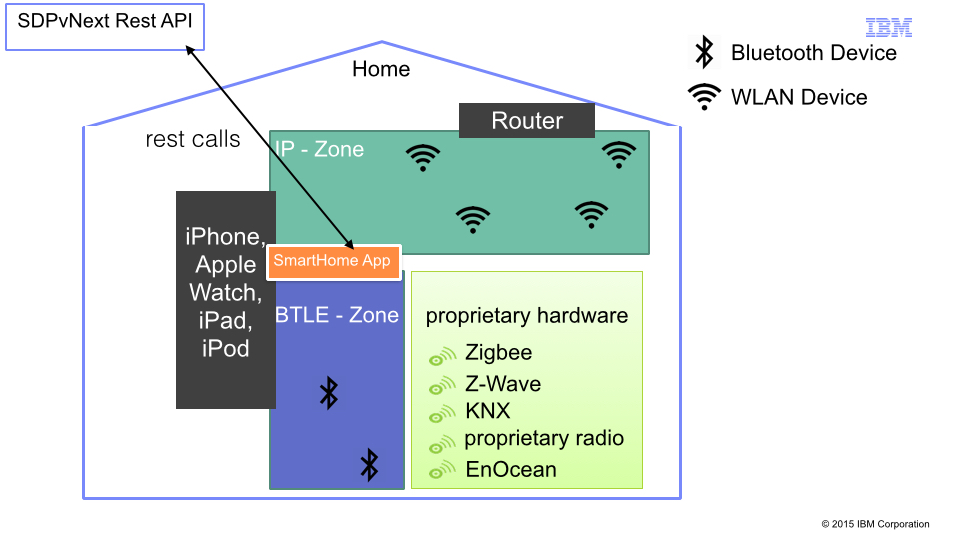 SDPvNext Rest API
IBM
Home
Bluetooth Device
WLAN Device
Router
rest calls
IP - Zone
iPhone,
Apple
Watch,
iPad,
iPod
SmartHome App
BTLE - Zone
proprietary hardware
Zigbee
Z-Wave
KNX
proprietary radio
EnOcean
© 2015 IBM Corporation